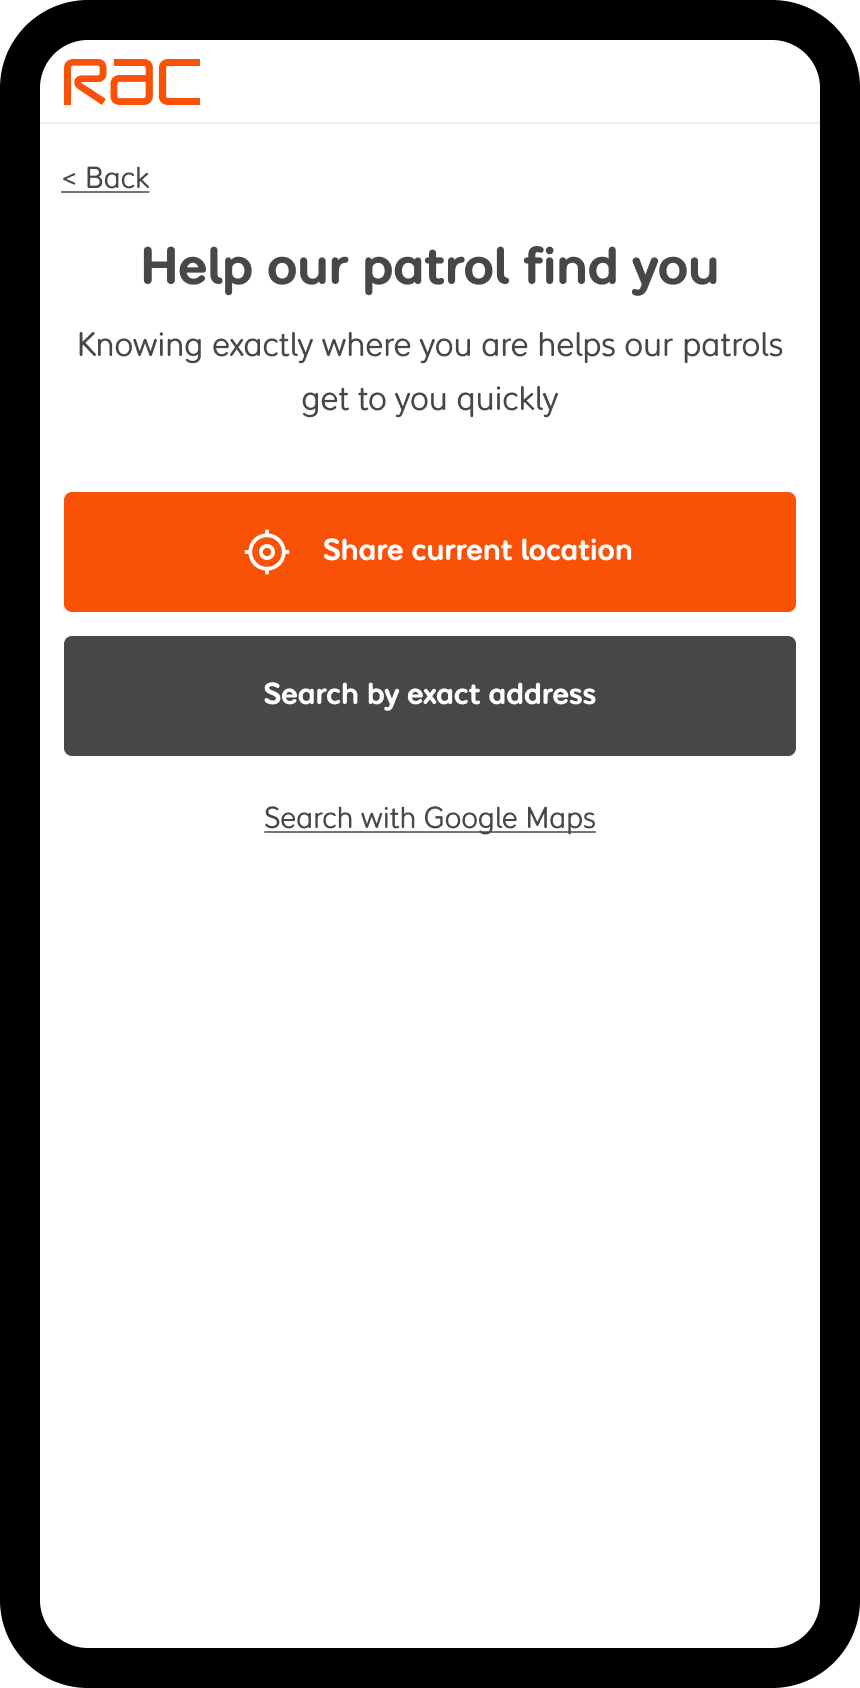 RAC
< Back
Help our patrol find you
Knowing exactly where you are helps our patrols
get to you quickly
Share current location
Search by exact address
Search with Google Maps